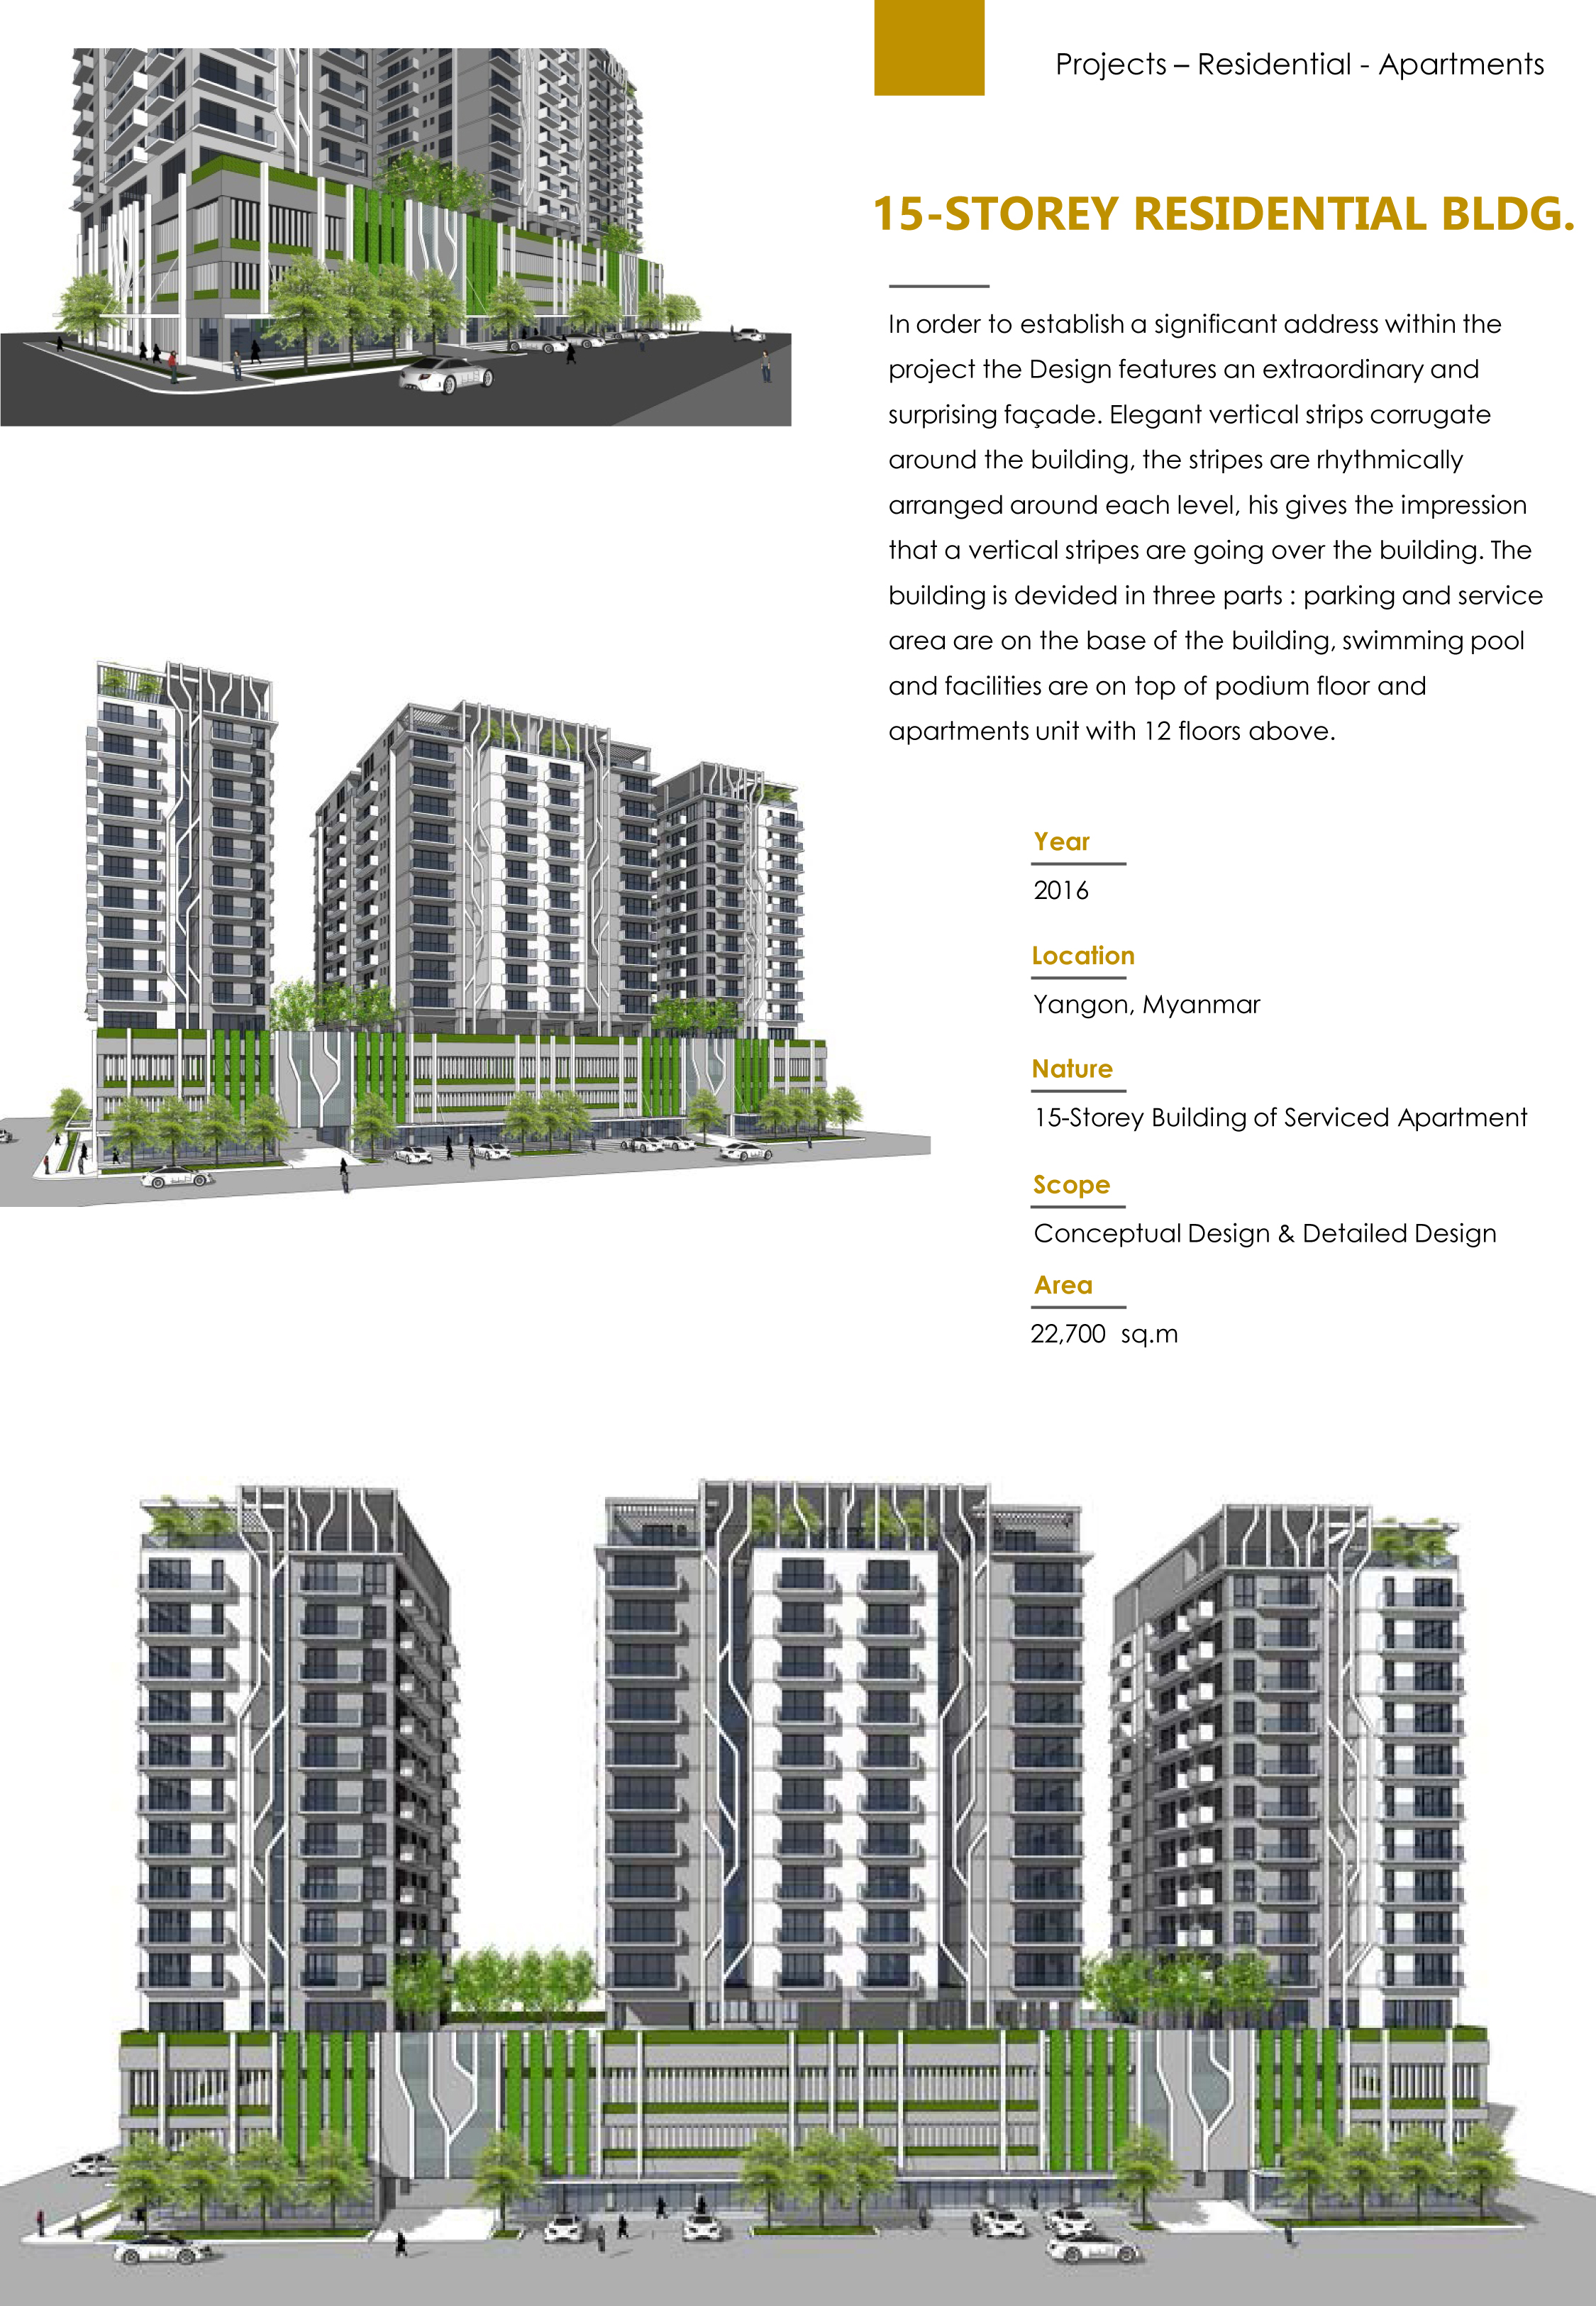 Projects – Residential - Apartments
15-STOREY RESIDENTIAL BLDG.
In order to establish a significant address within the
project the Design features an extraordinary and
surprising façade. Elegant vertical strips corrugate
around the building, the stripes are rhythmically
arranged around each level, his gives the impression
that a vertical stripes are going over the building. The
building is devided in three parts : parking and service
area are on the base of the building, swimming pool
and facilities are on top of podium floor and
apartments unit with 12 floors above.
Year
2016
Location
Yangon, Myanmar
Nature
15-Storey Building of Serviced Apartment
Scope
Conceptual Design & Detailed Design
Area
22,700 sq.m